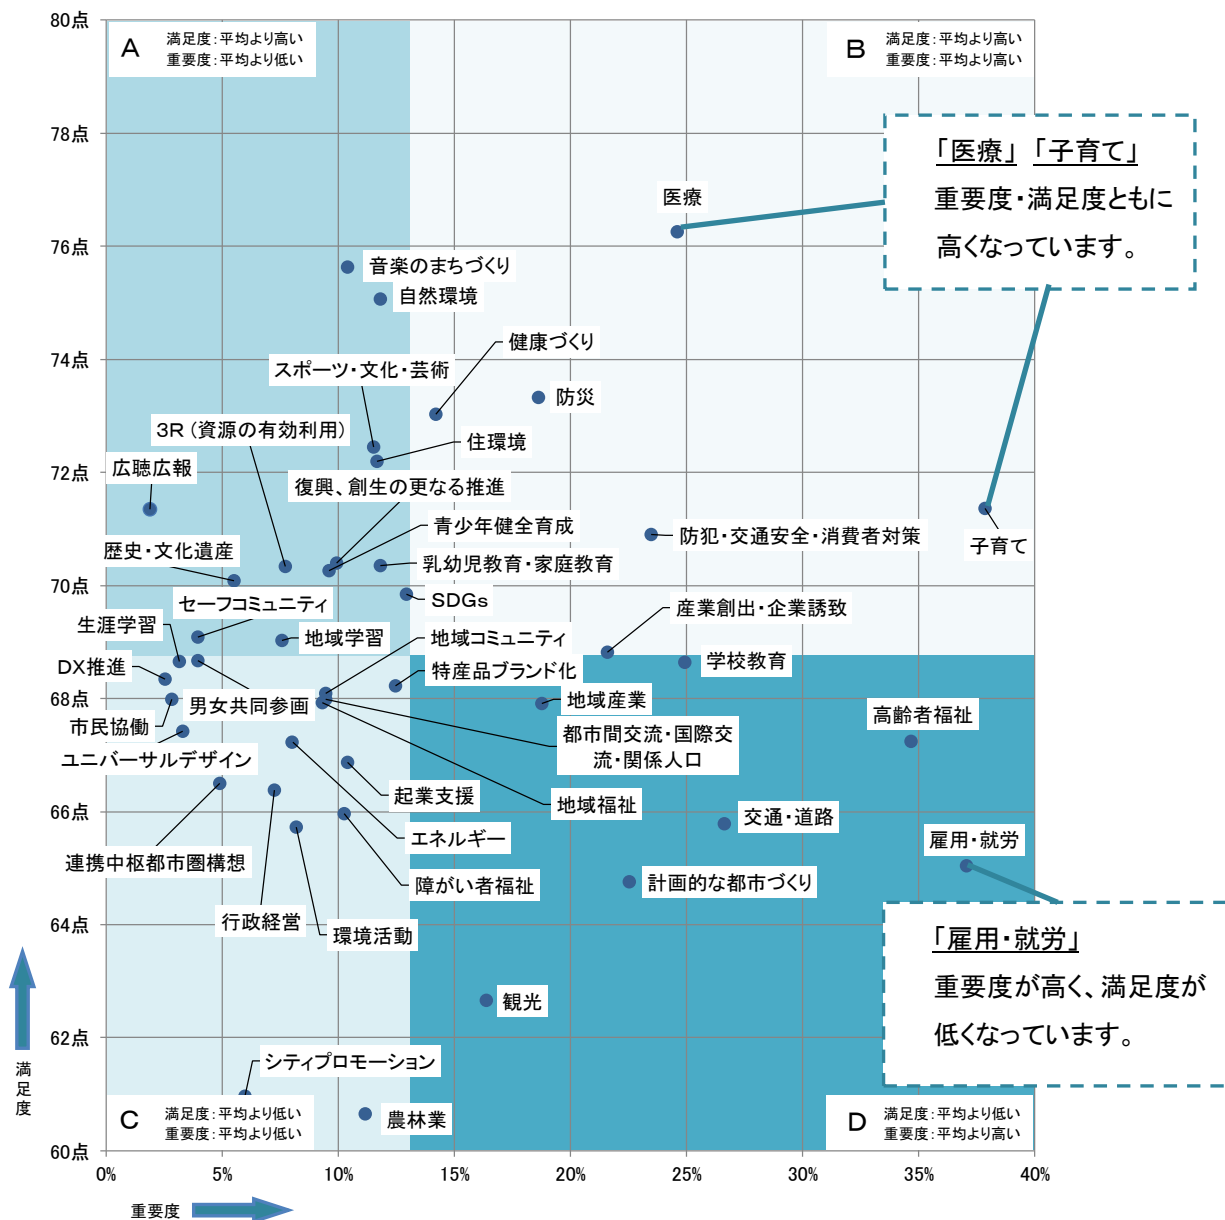 80点
A
満足度：平均より高い
重要度：平均より低い
B
満足度：平均より高い
重要度：平均より高い
78点
「医療」「子育て」
重要度・満足度ともに
高くなっています。
医療
76点
音楽のまちづくり
自然環境
74点
健康づくり
スポーツ・文化・芸術
防災
3R（資源の有効利用）
住環境
72点
広聴広報
復興、創生の更なる推進
青少年健全育成
防犯・交通安全・消費者対策
子育て
歴史・文化遺産
乳幼児教育・家庭教育
70点
セーフコミュニティ
SDGs
産業創出・企業誘致
生涯学習
地域学習
地域コミュニティ
学校教育
DX推進
特産品ブランド化
68点
男女共同参画
地域産業
高齢者福祉
市民協働
都市間交流・国際交
流・関係人口
ユニバーサルデザイン
起業支援
地域福祉
66点
交通・道路
エネルギー
雇用・就労
連携中枢都市圏構想
障がい者福祉
計画的な都市づくり
行政経営
環境活動
64点
「雇用・就労」
重要度が高く、満足度が
低くなっています。
観光
62点
満足度
シティプロモーション
C
満足度：平均より低い
重要度：平均より低い
農林業
D
満足度：平均より低い
重要度：平均より高い
60点
0%
5%
10%
15%
20%
25%
30%
35%
40%
重要度